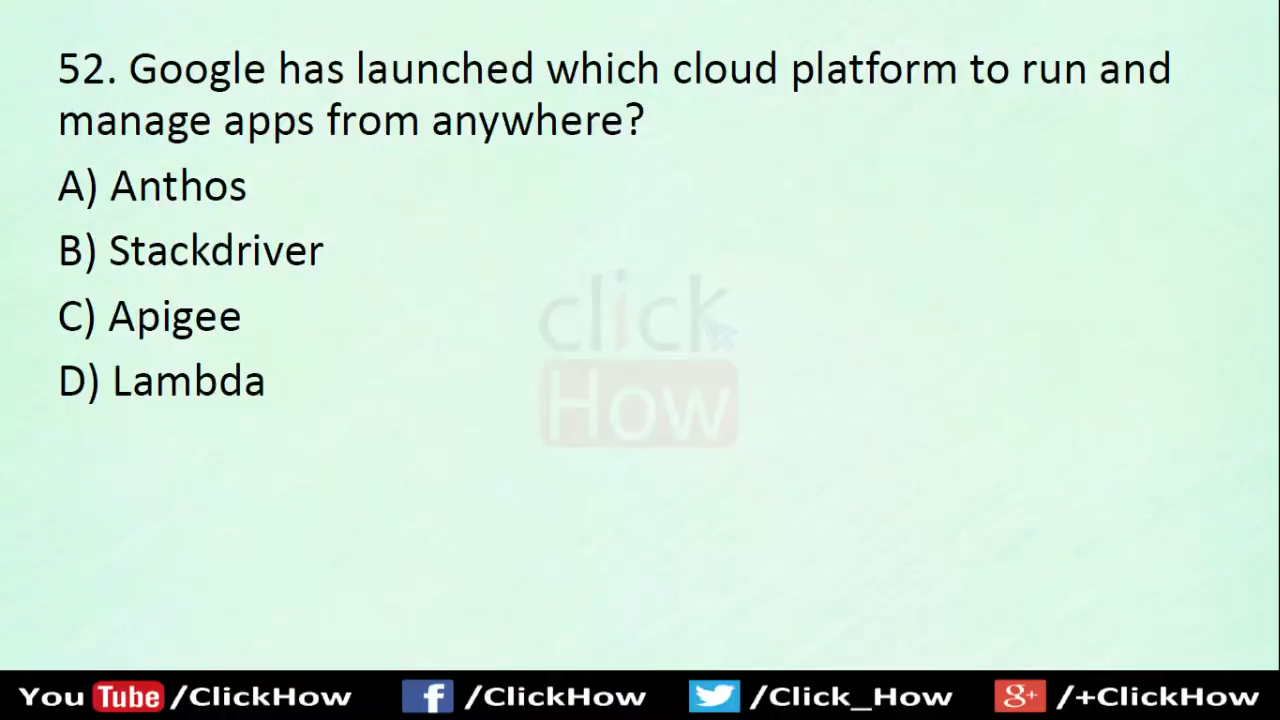 52. Google has launched which cloud platform to run and
manage apps from anywhere?
A) Anthos
B) Stackdriver
C) Apigee
D) Lambda
click
How
You Tube /ClickHow f /ClickHow /Click_How g+ /+ClickHow